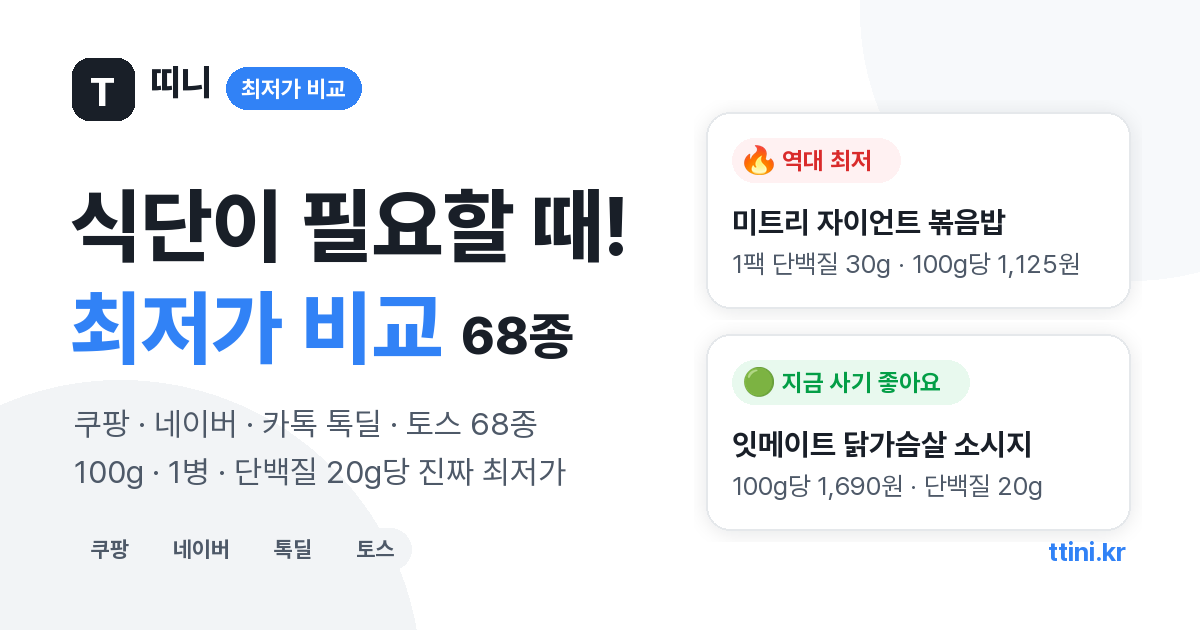 T 띠니 최저가 비교
식단이 필요할 때!
최저가 비교 68종
쿠팡 · 네이버 · 카톡 톡딜 · 토스 68종
100g · 1병 · 단백질 20g당 진짜 최저가
쿠팡 네이버 톡딜 토스
🔥 역대 최저
미트리 자이언트 볶음밥
1팩 단백질 30g · 100g당 1,125원
🟢 지금 사기 좋아요
잇메이트 닭가슴살 소시지
100g당 1,690원 · 단백질 20g
ttini.kr